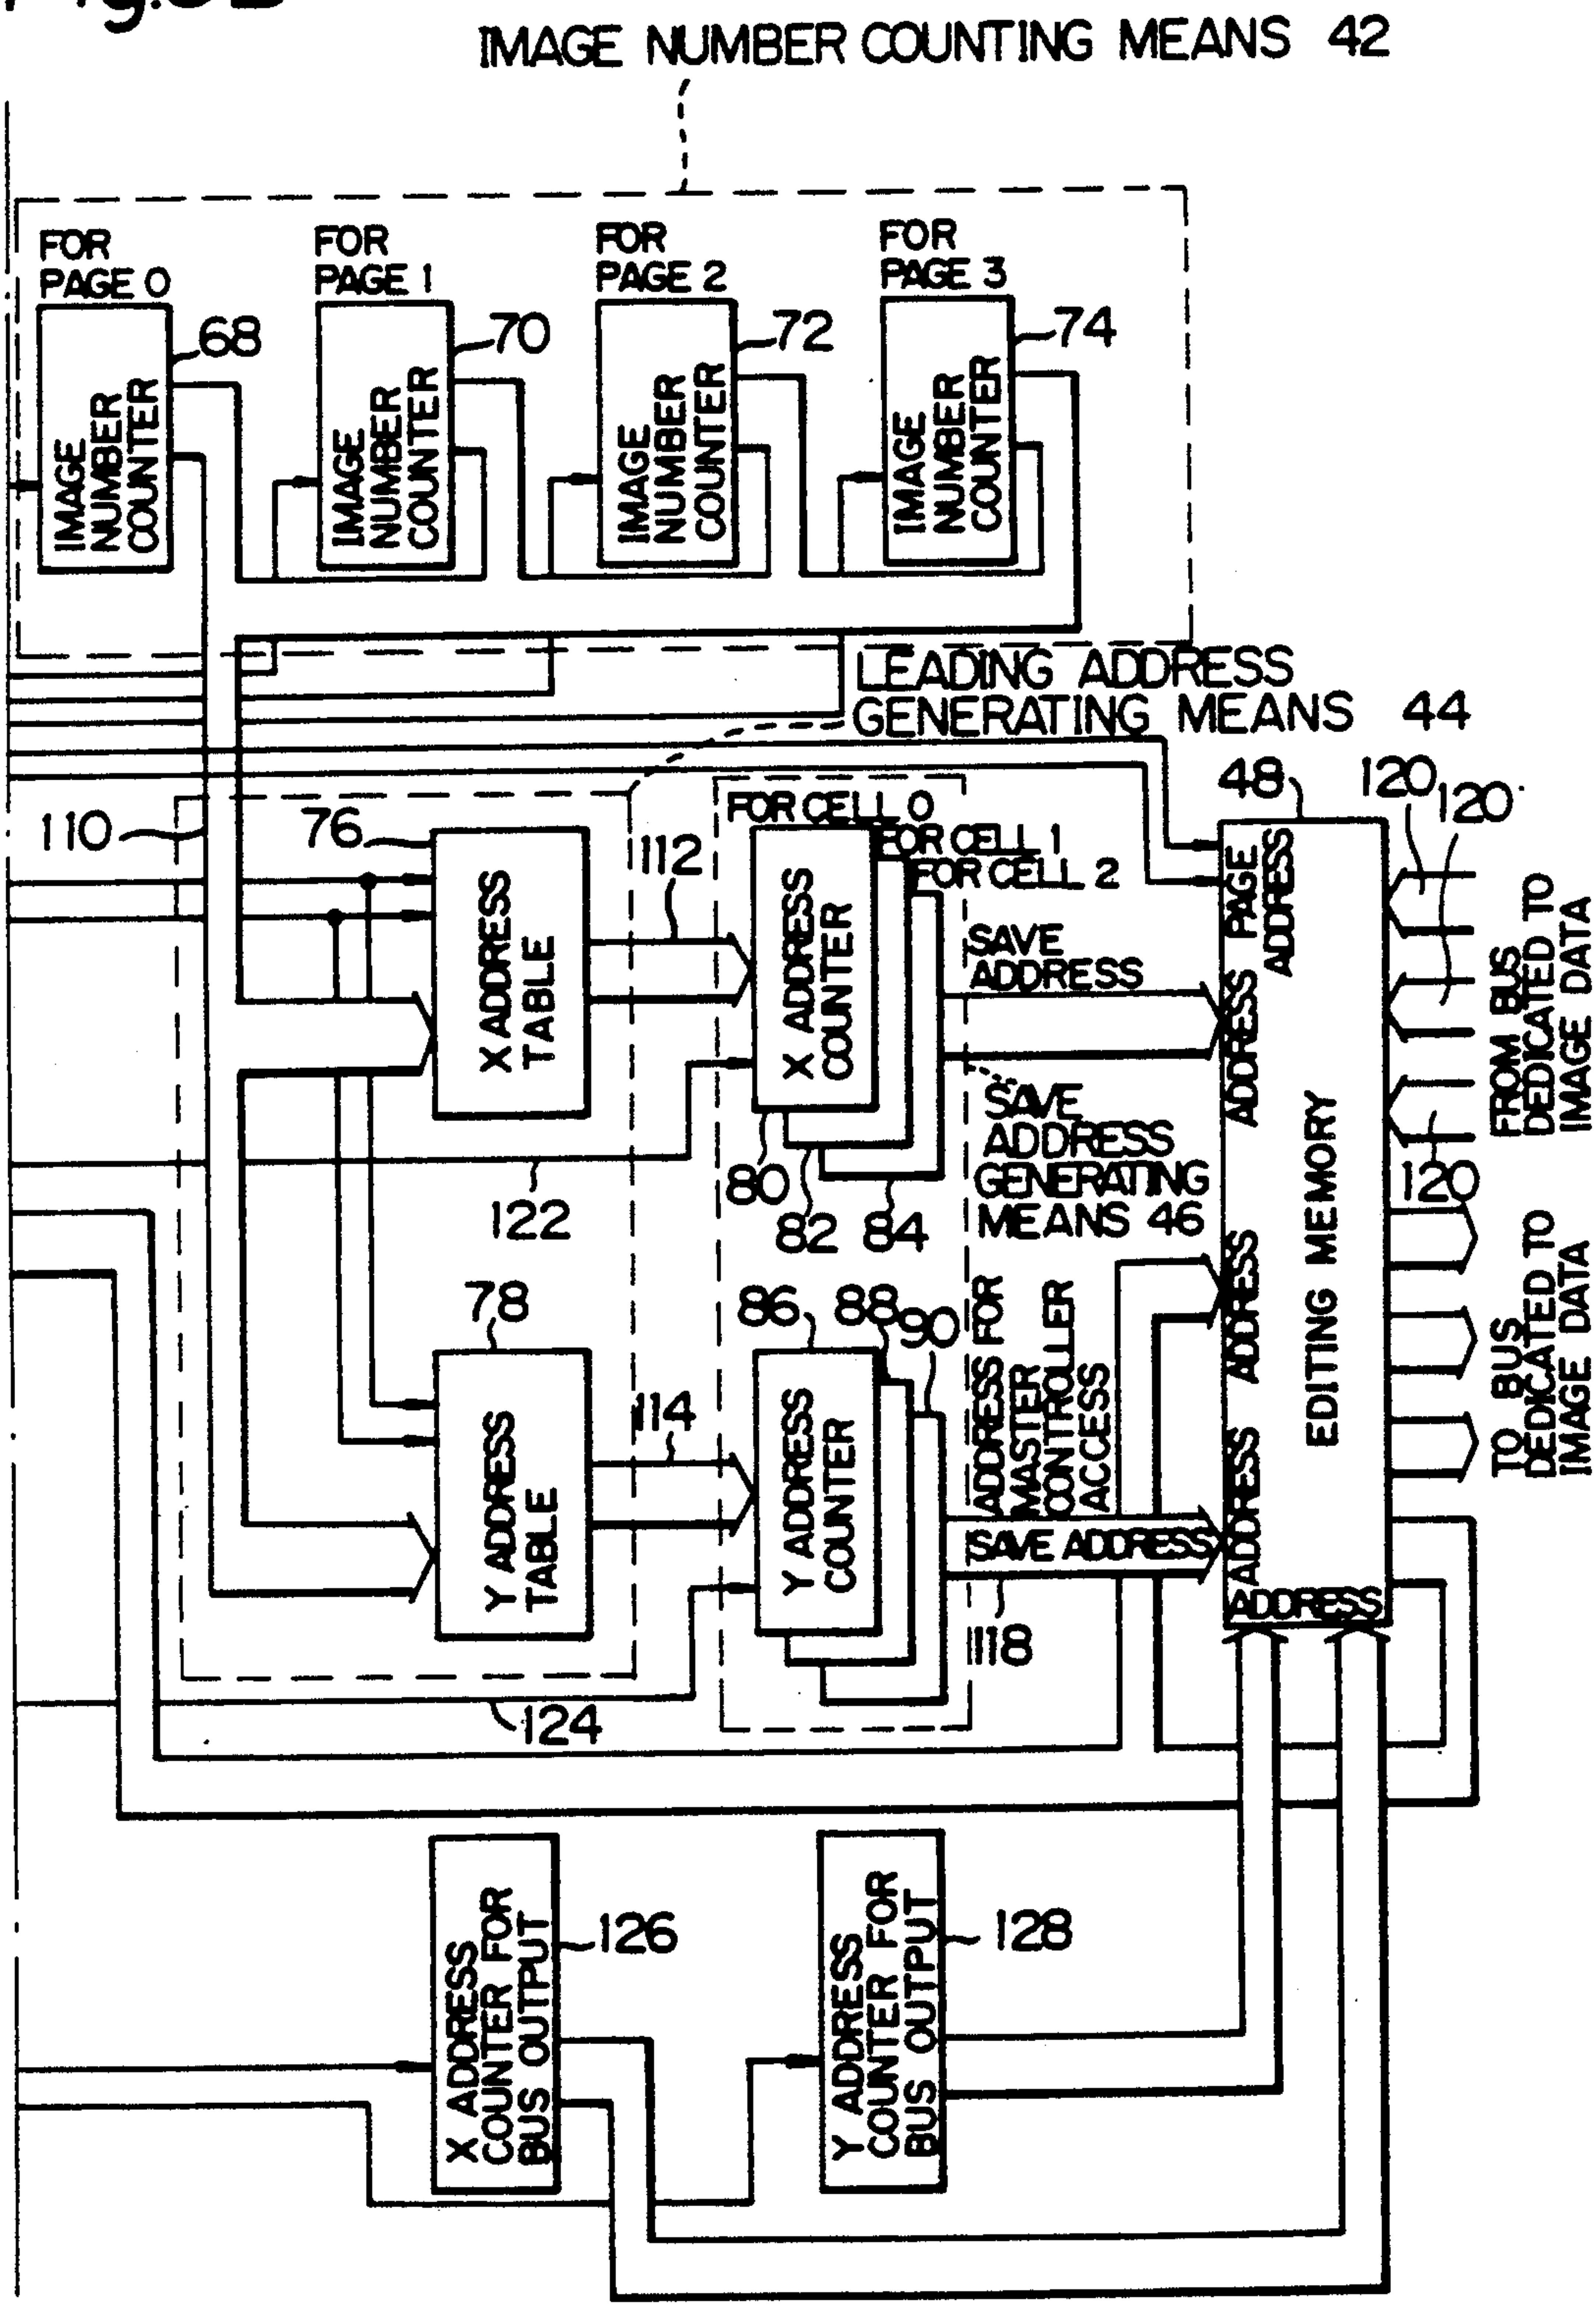 IMAGE NUMBER COUNTING MEANS 42
FOR
PAGE 0
FOR
PAGE 1
FOR
PAGE 2
FOR
PAGE 3
68
70
72
74
IMAGE
NUMBER
COUNTER
IMAGE
NUMBER
COUNTER
IMAGE
NUMBER
COUNTER
IMAGE
NUMBER
COUNTER
LEADING ADDRESS
GENERATING MEANS 44
110
76
112
FOR CELL 0
FOR CELL 1
FOR CELL 2
48
120
120
X ADDRESS
TABLE
X ADDRESS
COUNTER
SAVE
ADDRESS
PAGE
ADDRESS
ADDRESS
FROM BUS
DEDICATED TO
IMAGE DATA
120
122
80
82
84
SAVE
ADDRESS
GENERATING
MEANS 46
EDITING MEMORY
78
114
86
88
90
Y ADDRESS
TABLE
Y ADDRESS
COUNTER
ADDRESS FOR
MASTER
CONTROLLER
ACCESS
ADDRESS
TO BUS
DEDICATED TO
IMAGE DATA
SAVE ADDRESS
ADDRESS
ADDRESS
118
124
X ADDRESS
COUNTER FOR
BUS OUTPUT
126
Y ADDRESS
COUNTER FOR
BUS OUTPUT
128